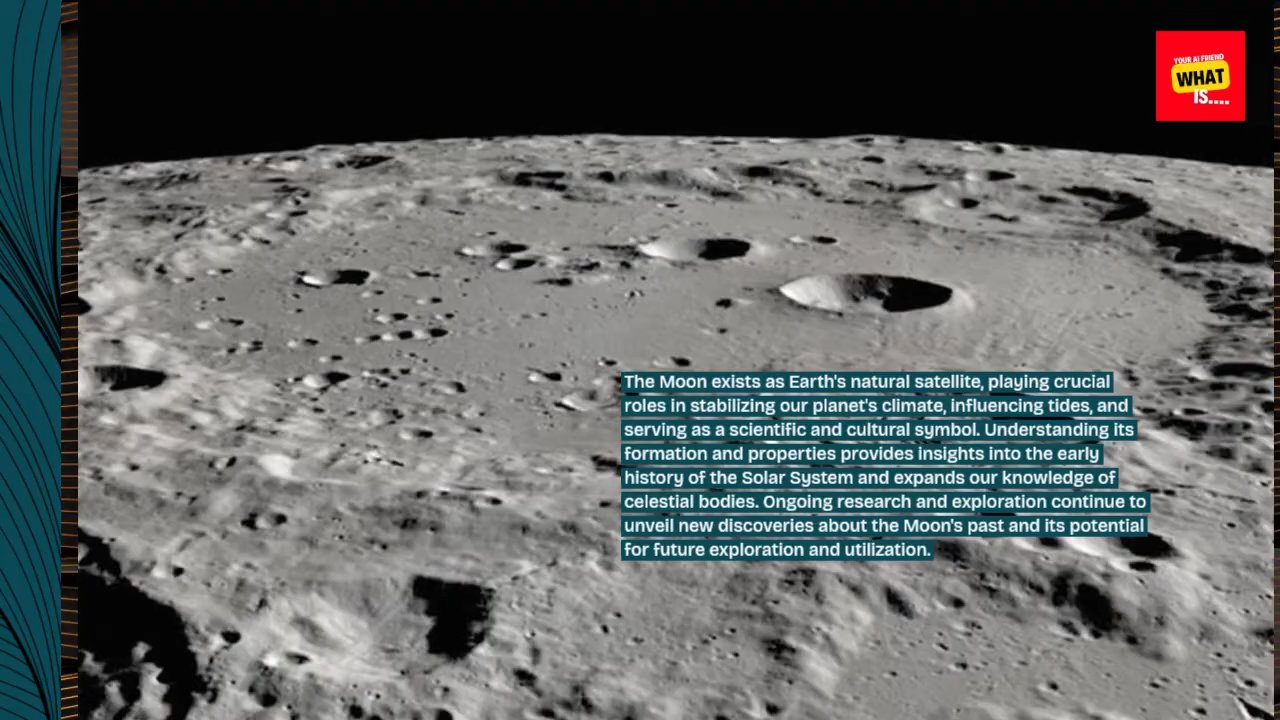 YOUR AI FRIEND
WHAT
IS....
The Moon exists as Earth's natural satellite, playing crucial
roles in stabilizing our planet's climate, influencing tides, and
serving as a scientific and cultural symbol. Understanding its
formation and properties provides insights into the early
history of the Solar System and expands our knowledge of
celestial bodies. Ongoing research and exploration continue to
unveil new discoveries about the Moon's past and its potential
for future exploration and utilization.